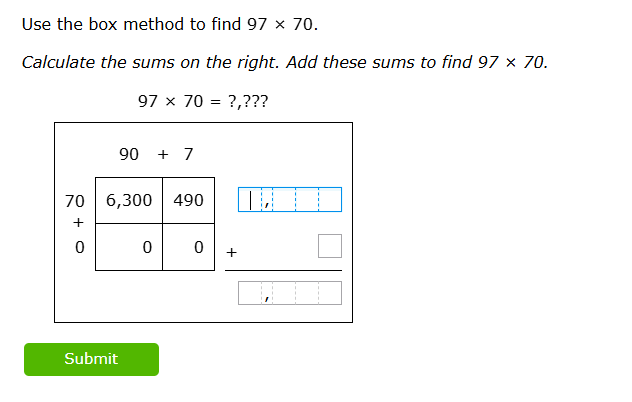 Use the box method to find 97 × 70.
Calculate the sums on the right. Add these sums to find 97 × 70.
97 × 70 = ?,???
90 + 7
70 6,300 490 ,
+
0 0 0 +
,
Submit